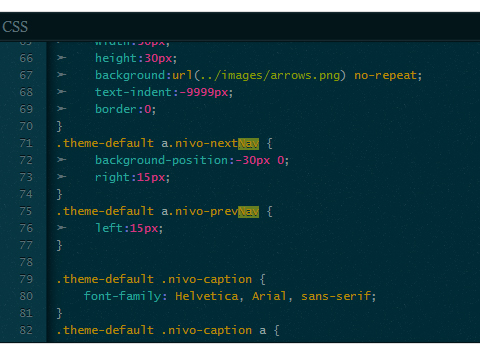 CSS
65 ➣ width:30px;
66 ➣ height:30px;
67 ➣ background:url(../images/arrows.png) no-repeat;
68 ➣ text-indent:-9999px;
69 ➣ border:0;
70 }
71 .theme-default a.nivo-nextNav {
72 ➣ background-position:-30px 0;
73 ➣ right:15px;
74 }
75 .theme-default a.nivo-prevNav {
76 ➣ left:15px;
77 }
78
79 .theme-default .nivo-caption {
80 font-family: Helvetica, Arial, sans-serif;
81 }
82 .theme-default .nivo-caption a {